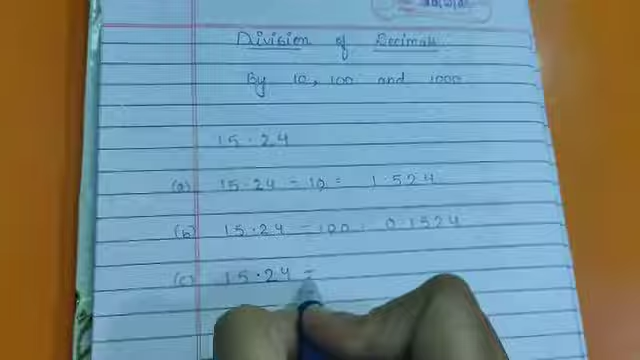 Division of Decimals
By 10, 100 and 1000
15.24
(a) 15.24 ÷ 10 = 1.524
(b) 15.24 ÷ 100 = 0.1524
(c) 15.24 ÷